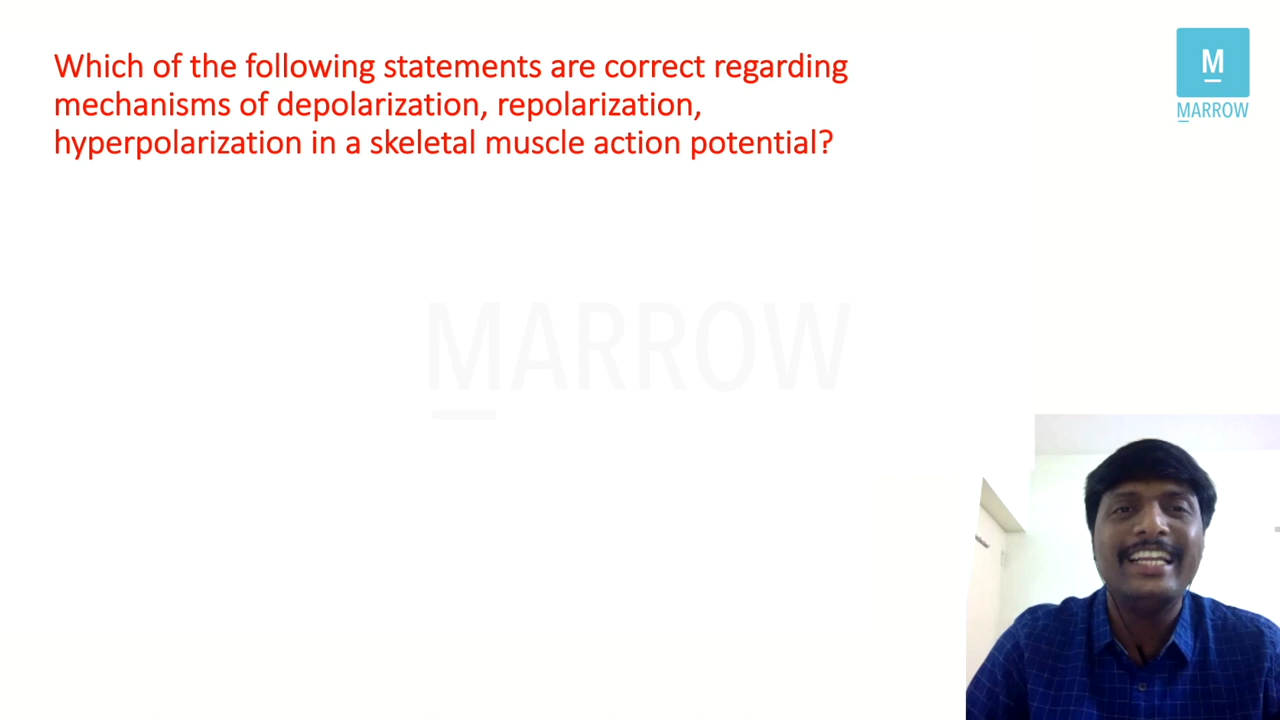 Which of the following statements are correct regarding
mechanisms of depolarization, repolarization,
hyperpolarization in a skeletal muscle action potential?
M
MARROW
MARROW